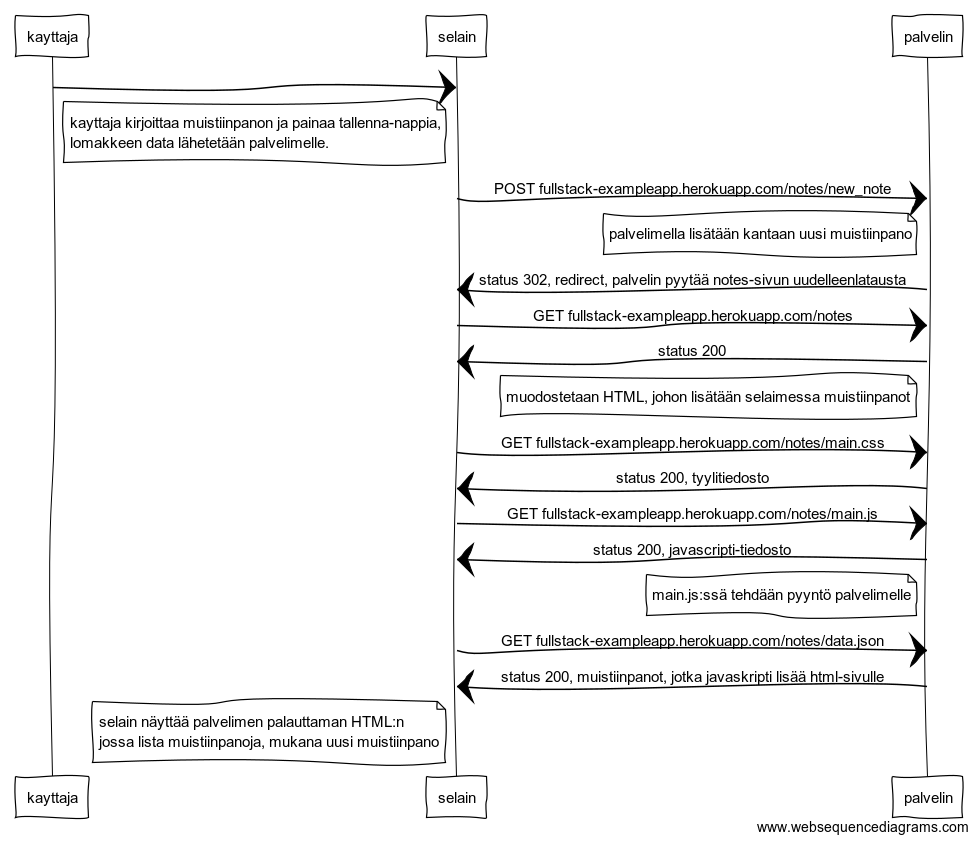 kayttaja
selain
palvelin
kayttaja kirjoittaa muistiinpanon ja painaa tallenna-nappia,
lomakkeen data lähetetään palvelimelle.
POST fullstack-exampleapp.herokuapp.com/notes/new_note
palvelimella lisätään kantaan uusi muistiinpano
status 302, redirect, palvelin pyytää notes-sivun uudelleenlatausta
GET fullstack-exampleapp.herokuapp.com/notes
status 200
muodostetaan HTML, johon lisätään selaimessa muistiinpanot
GET fullstack-exampleapp.herokuapp.com/notes/main.css
status 200, tyylitiedosto
GET fullstack-exampleapp.herokuapp.com/notes/main.js
status 200, javascripti-tiedosto
main.js:ssä tehdään pyyntö palvelimelle
GET fullstack-exampleapp.herokuapp.com/notes/data.json
status 200, muistiinpanot, jotka javaskripti lisää html-sivulle
selain näyttää palvelimen palauttaman HTML:n
jossa lista muistiinpanoja, mukana uusi muistiinpano
kayttaja
selain
palvelin
www.websequencediagrams.com